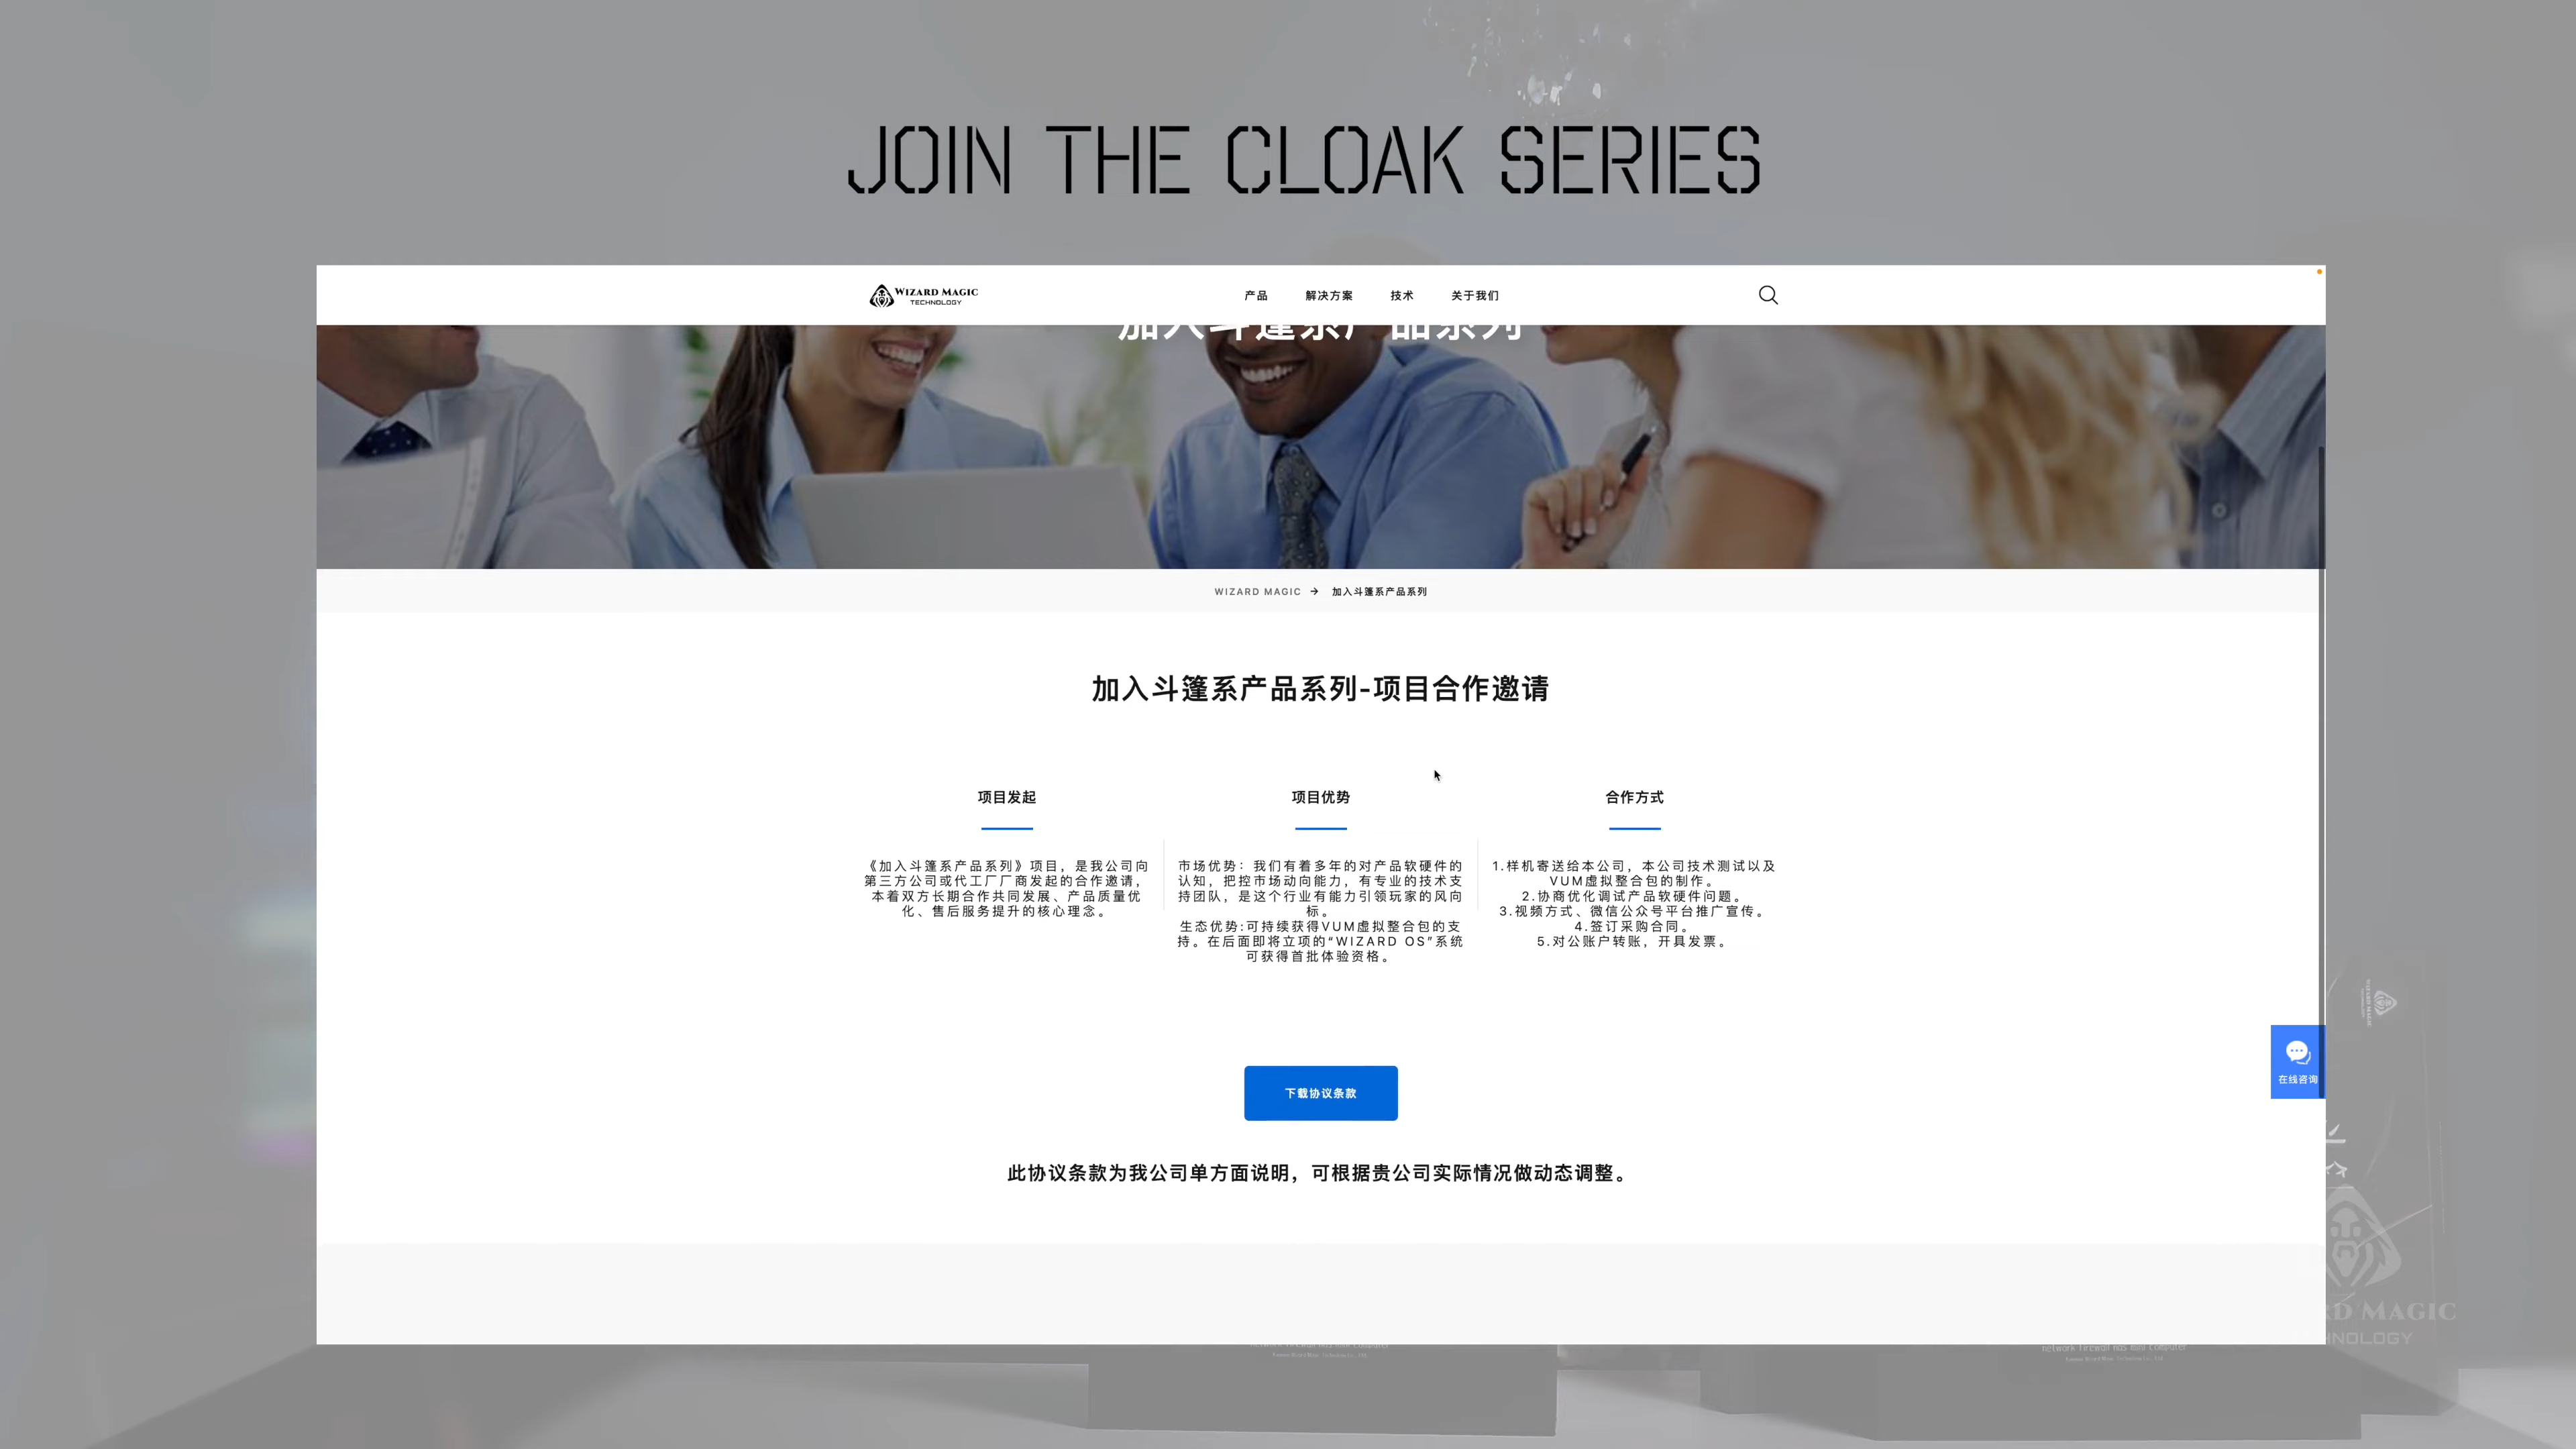 JOIN THE CLOAK SERIES
WIZARD MAGIC
TECHNOLOGY
产品
解决方案
技术
关于我们
加入斗篷系产品系列
WIZARD MAGIC → 加入斗篷系产品系列
加入斗篷系产品系列-项目合作邀请
项目发起
《加入斗篷系产品系列》项目，是我公司向
第三方公司或代工厂厂商发起的合作邀请，
本着双方长期合作共同发展、产品质量优
化、售后服务提升的核心理念。
项目优势
市场优势：我们有着多年的对产品软硬件的
认知，把控市场动向能力，有专业的技术支
持团队，是这个行业有能力引领玩家的风向
标。
生态优势:可持续获得VUM虚拟整合包的支
持。在后面即将立项的“WIZARD OS”系统
可获得首批体验资格。
合作方式
1.样机寄送给本公司，本公司技术测试以及
VUM虚拟整合包的制作。
2.协商优化调试产品软硬件问题。
3.视频方式、微信公众号平台推广宣传。
4.签订采购合同。
5.对公账户转账，开具发票。
在线咨询
下载协议条款
此协议条款为我公司单方面说明，可根据贵公司实际情况做动态调整。
WIZARD MAGIC
RD MAGIC
HNOLOGY
network firewall nas mini computer
network firewall nas mini computer